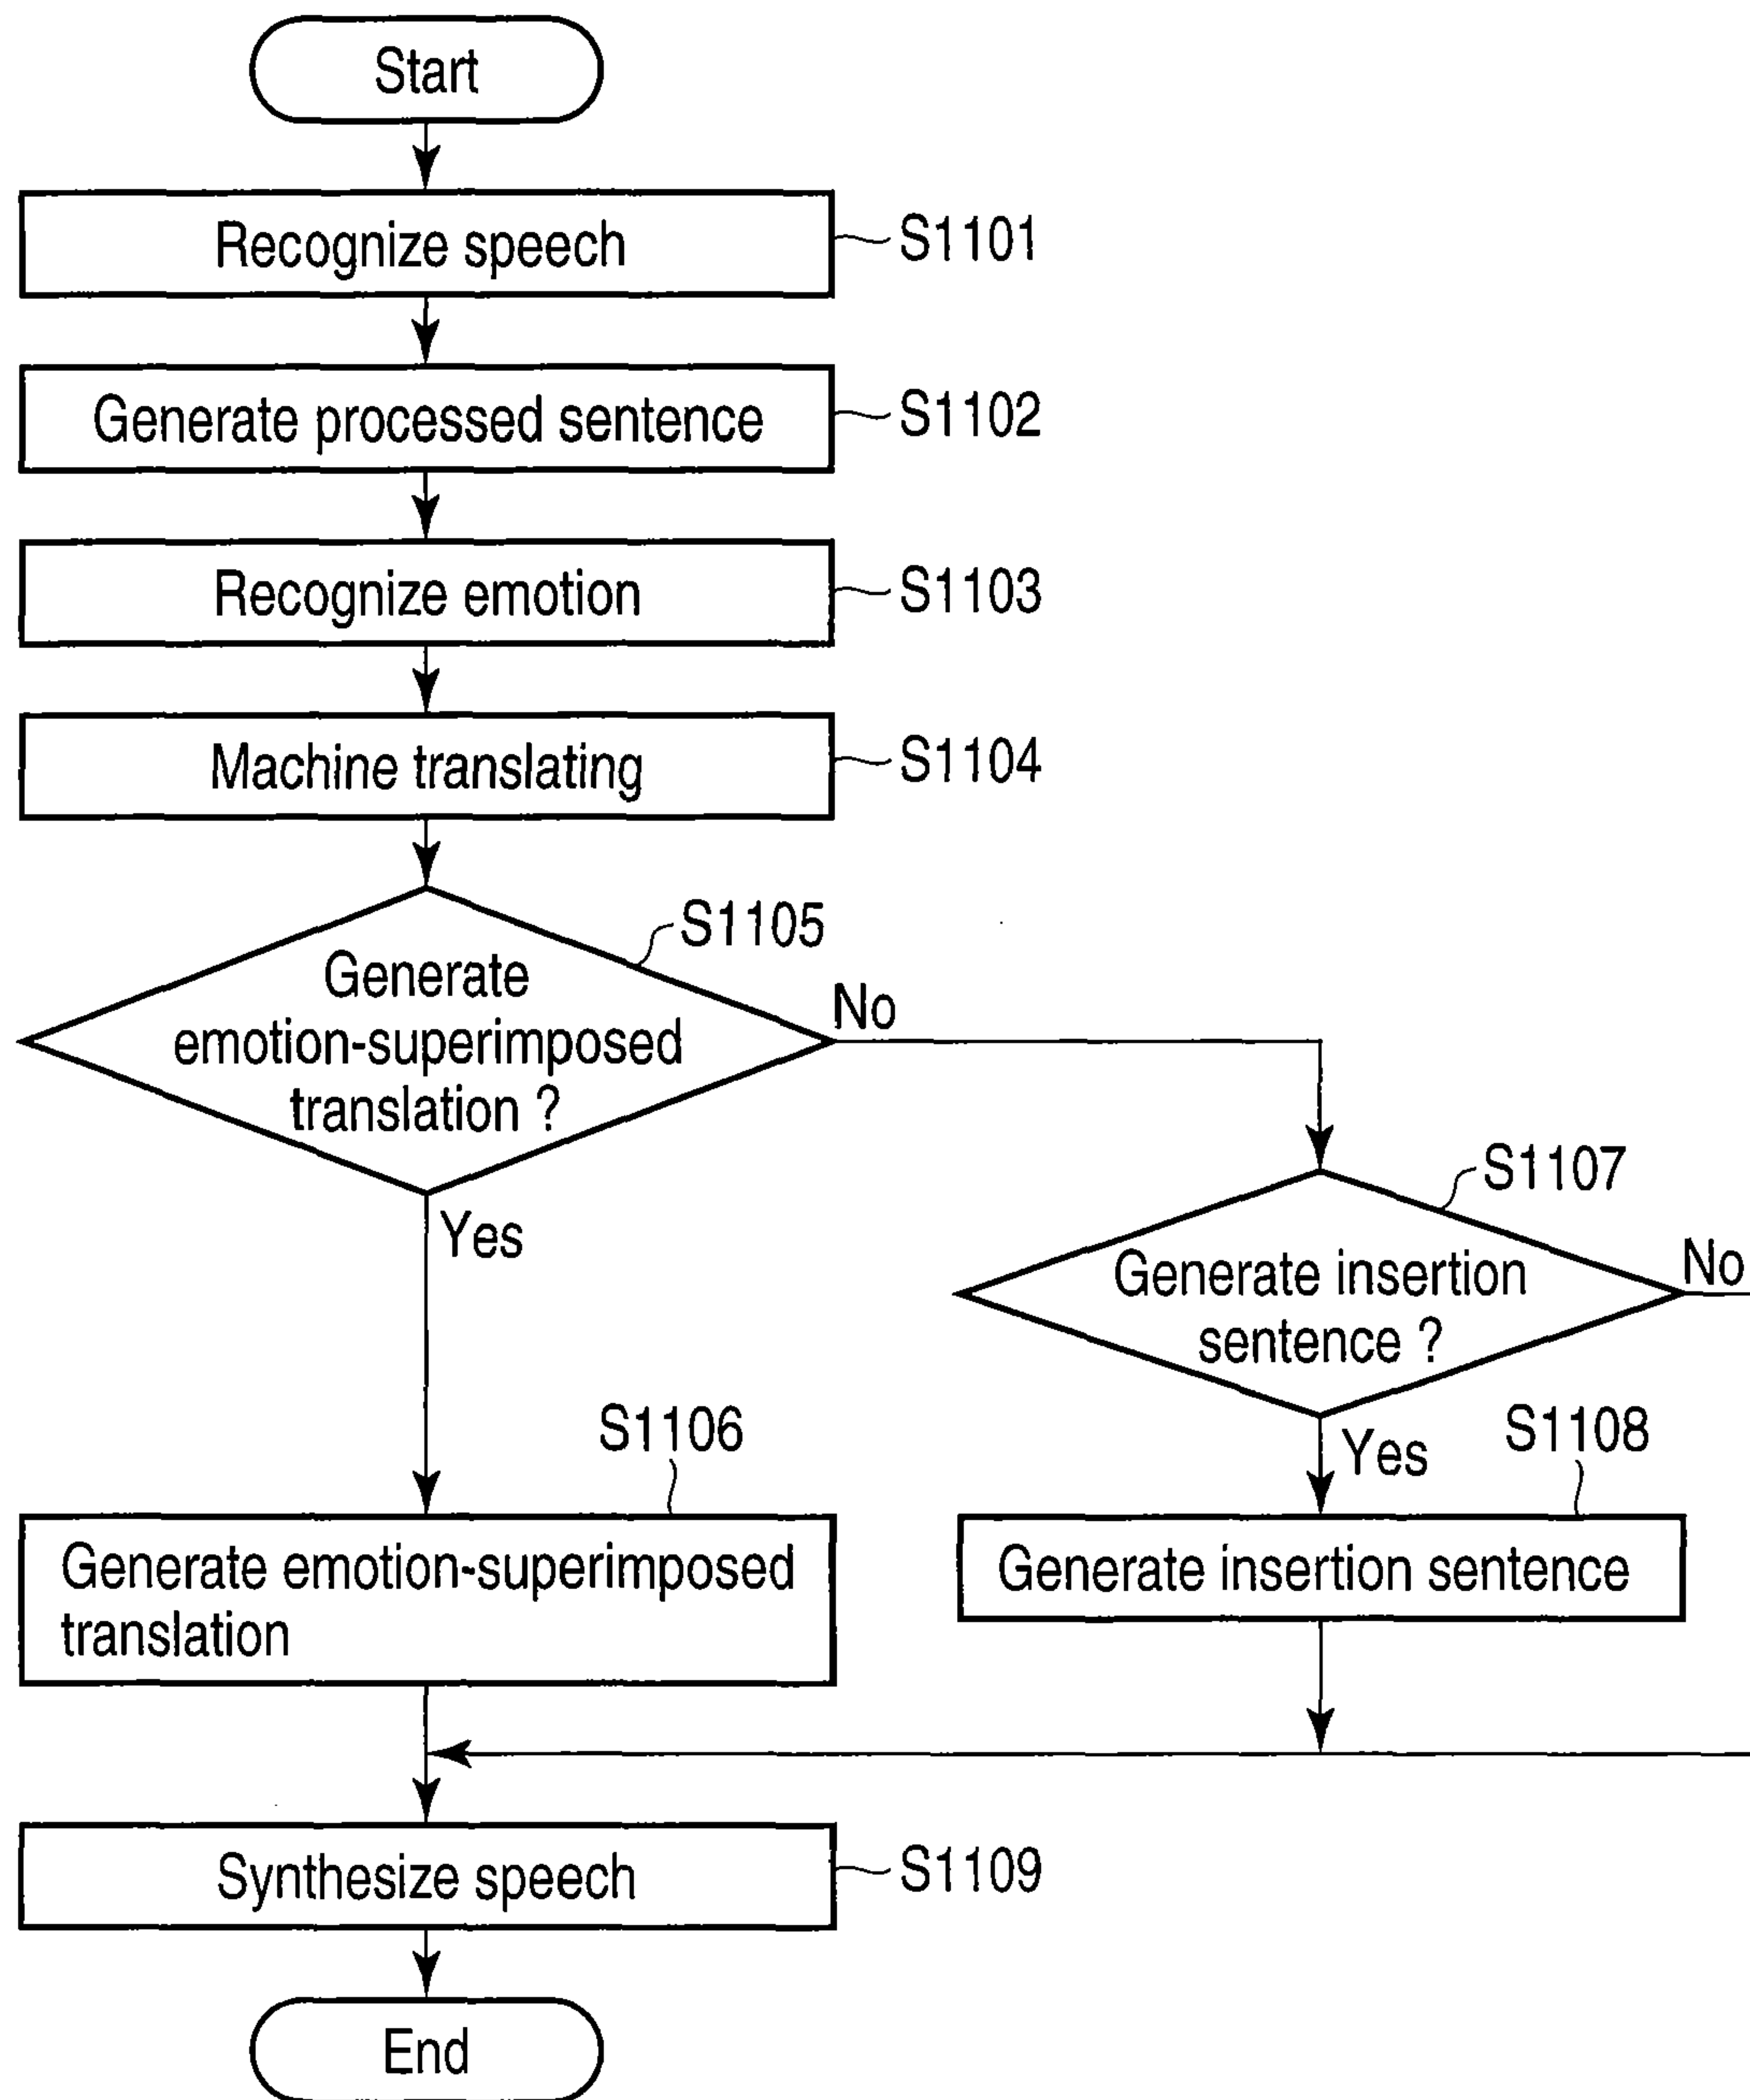 Start
Recognize speech
S1101
Generate processed sentence
S1102
Recognize emotion
S1103
Machine translating
S1104
S1105
Generate
emotion-superimposed
translation ?
No
Yes
S1107
Generate insertion
sentence ?
No
Yes
S1106
Generate emotion-superimposed
translation
S1108
Generate insertion sentence
Synthesize speech
S1109
End